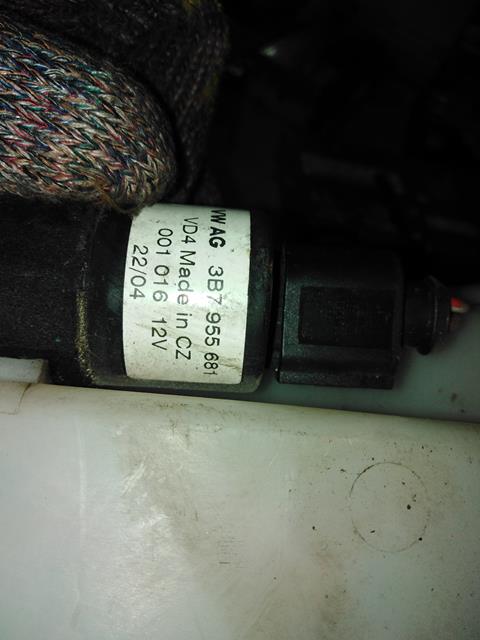 VW AG 3B7 955 681
VD4 Made in CZ
001 016 12V
22/04